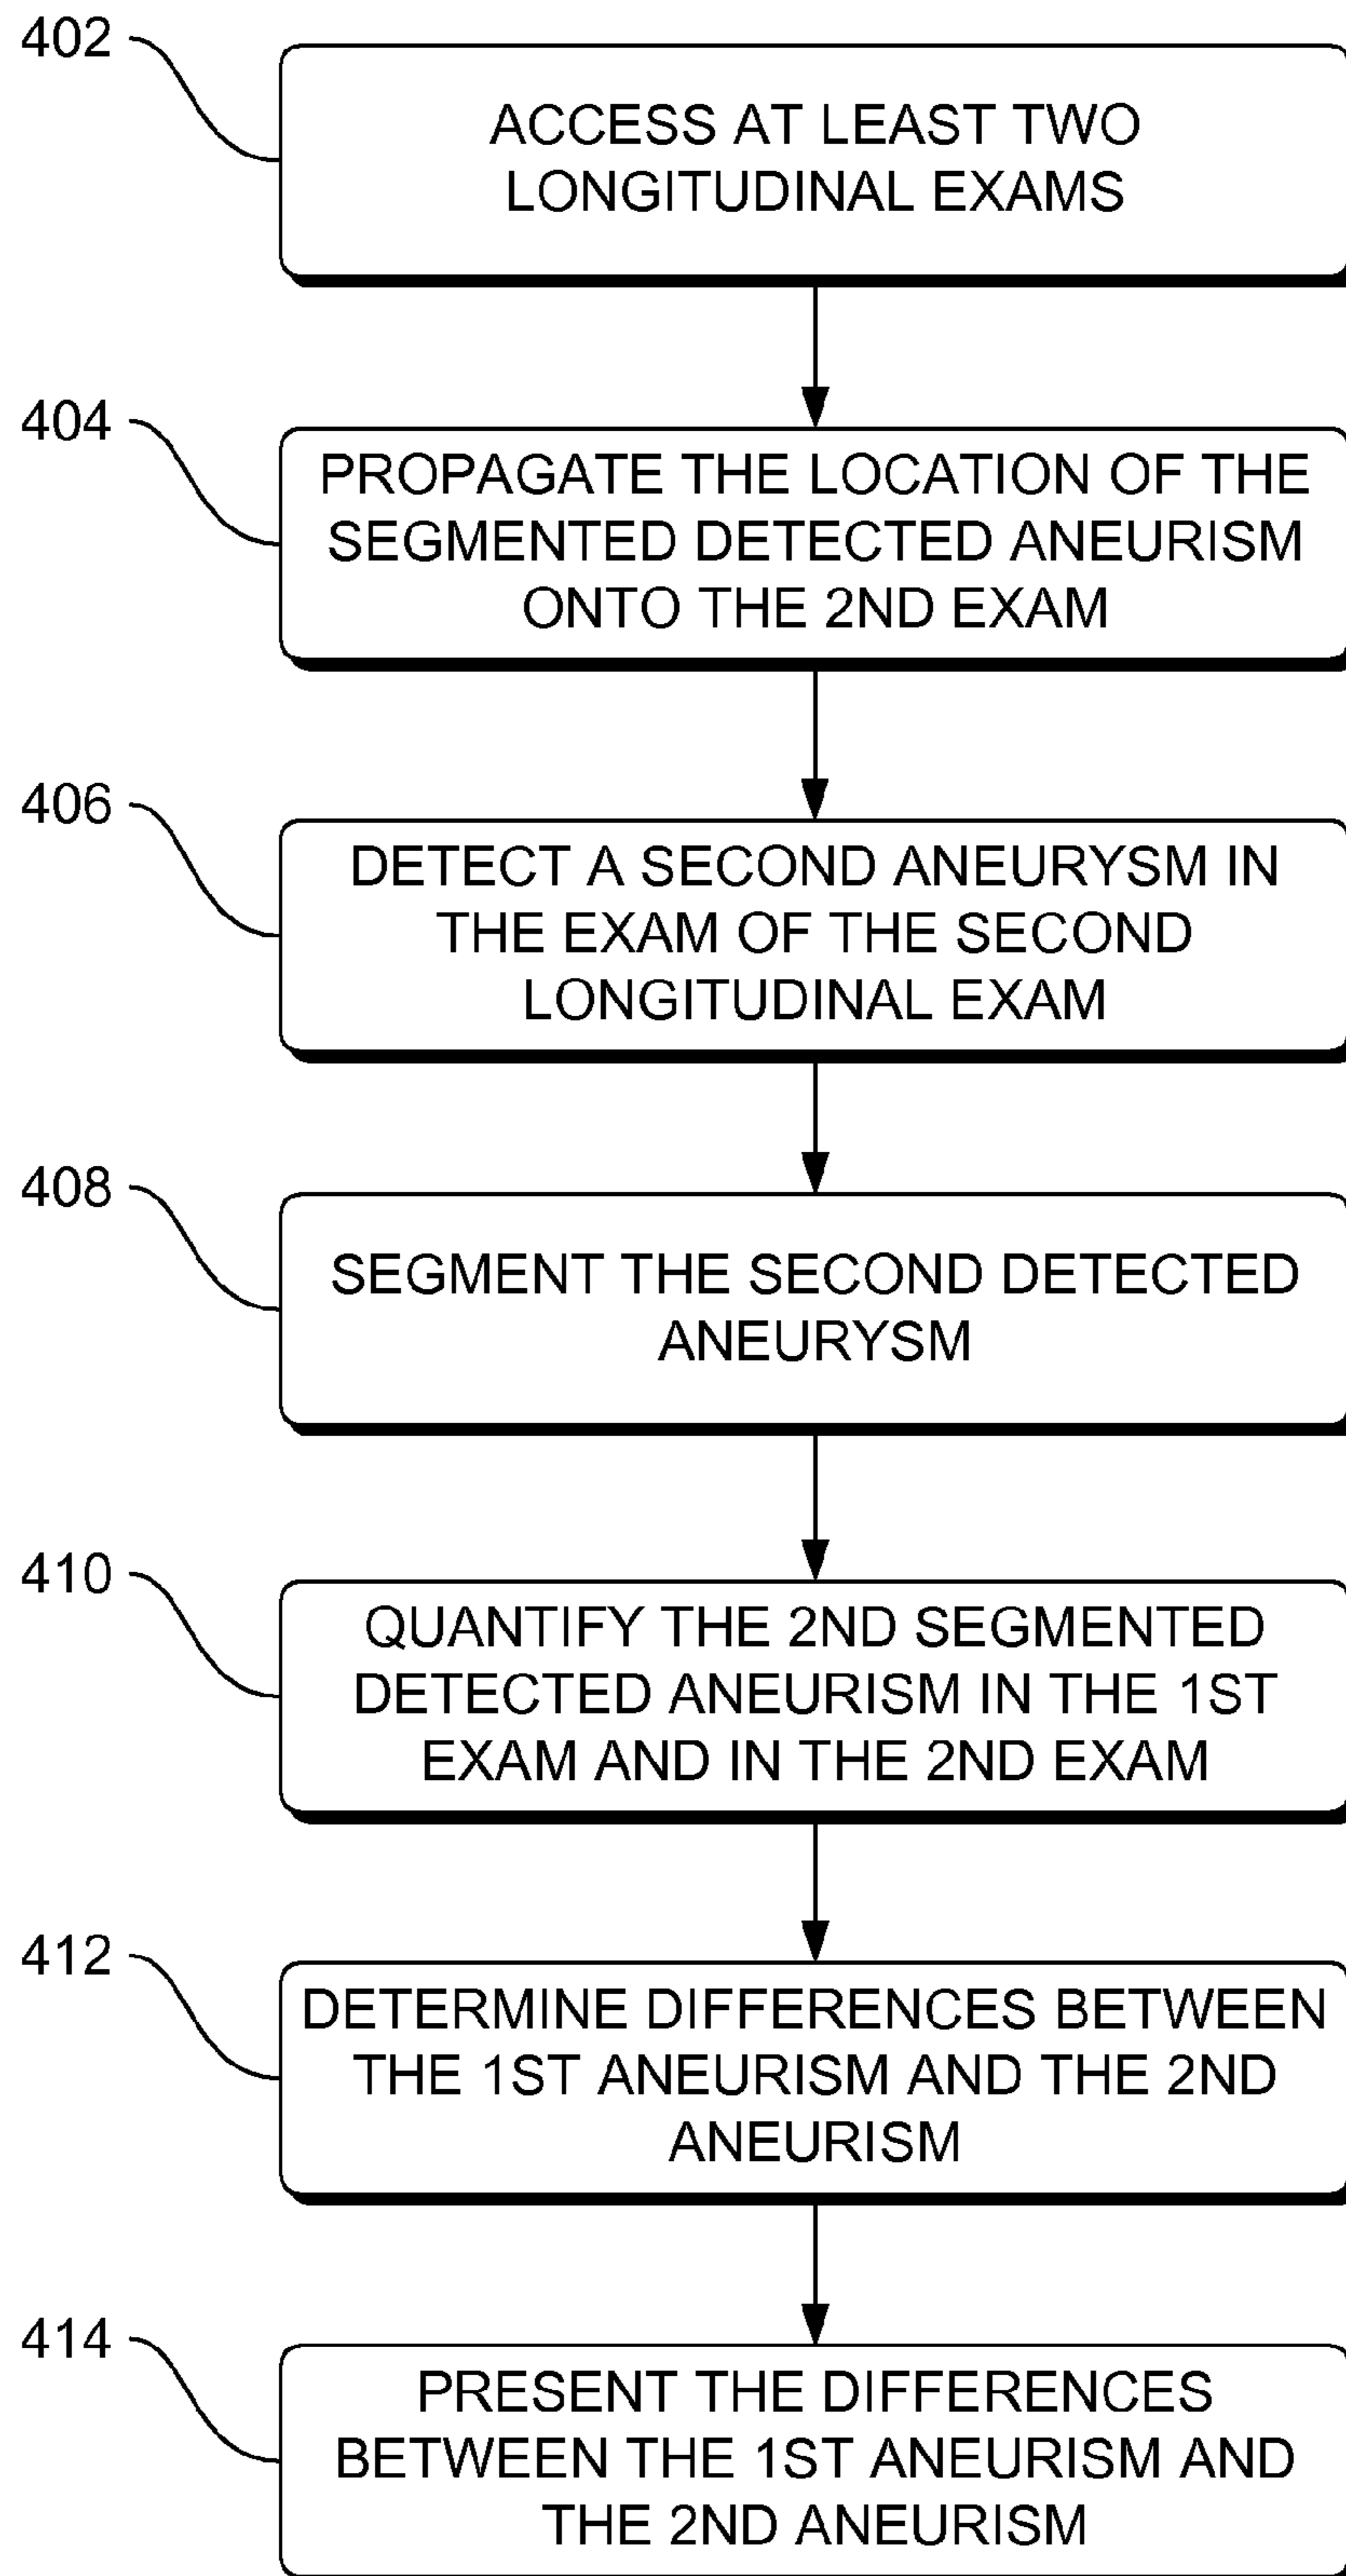 402
ACCESS AT LEAST TWO
LONGITUDINAL EXAMS
404
PROPAGATE THE LOCATION OF THE
SEGMENTED DETECTED ANEURISM
ONTO THE 2ND EXAM
406
DETECT A SECOND ANEURYSM IN
THE EXAM OF THE SECOND
LONGITUDINAL EXAM
408
SEGMENT THE SECOND DETECTED
ANEURYSM
410
QUANTIFY THE 2ND SEGMENTED
DETECTED ANEURISM IN THE 1ST
EXAM AND IN THE 2ND EXAM
412
DETERMINE DIFFERENCES BETWEEN
THE 1ST ANEURISM AND THE 2ND
ANEURISM
414
PRESENT THE DIFFERENCES
BETWEEN THE 1ST ANEURISM AND
THE 2ND ANEURISM